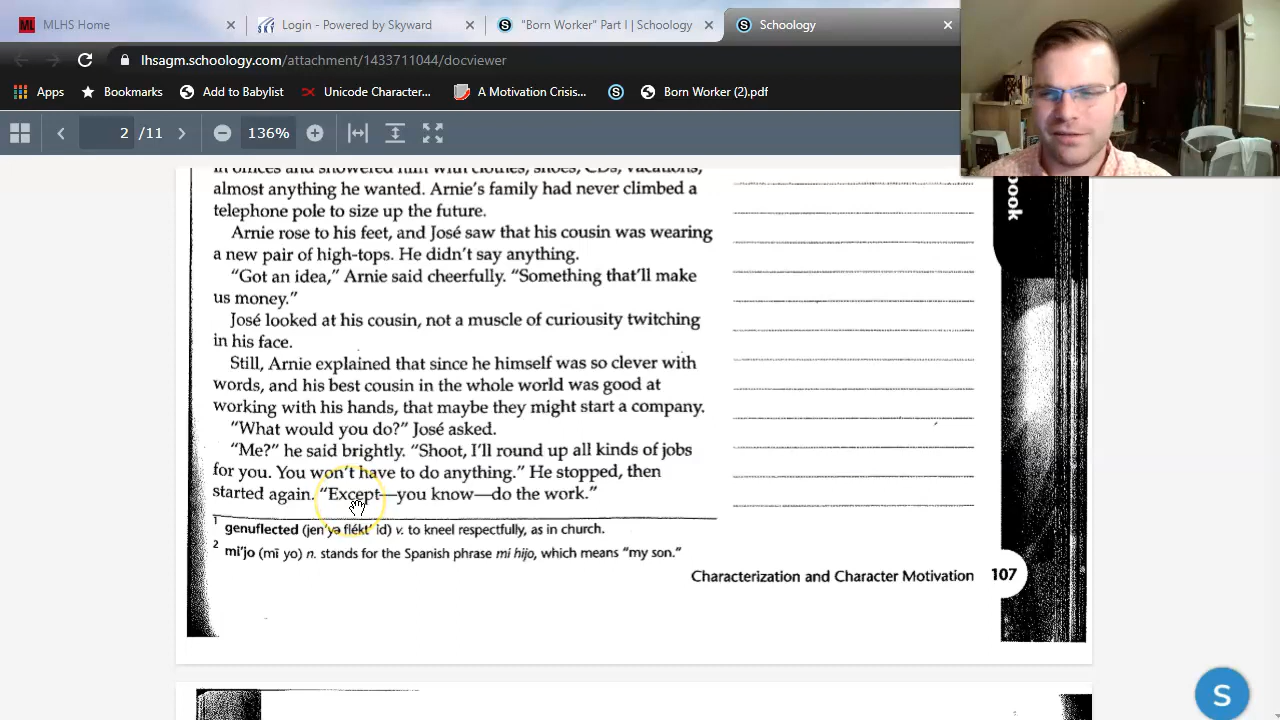 MLHS Home
Login - Powered by Skyward
"Born Worker" Part I | Schoology
Schoology
lhsagm.schoology.com/attachment/1433711044/docviewer
Apps
Bookmarks
Add to Babylist
Uncode Character...
A Motivation Crisis...
Born Worker (2).pdf
2 /11
136%
about anything he wanted. Arnie's family had never circled a
telephone pole to size up the future.
Arnie rose to his feet, and José saw that his cousin was wearing
a new pair of high-tops. He didn't say anything.
"Got an idea," Arnie said cheerfully. "Something that'll make
us money."
José looked at his cousin, not a muscle of curiousity twitching
in his face.
Still, Arnie explained that since he himself was so clever with
words, and his best cousin in the whole world was good at
working with his hands, that maybe they might start a company.
"What would you do?" José asked.
"Me?" he said brightly. "Shoot, I'll round up all kinds of jobs
for you. You won't have to do anything." He stopped, then
started again. "Except—you know—do the work."
Genuflected
v. to kneel respectfully, as in church.
n. stands for the Spanish phrase mi hijo, which means "my son."
Characterization and Character Motivation 107
book
S